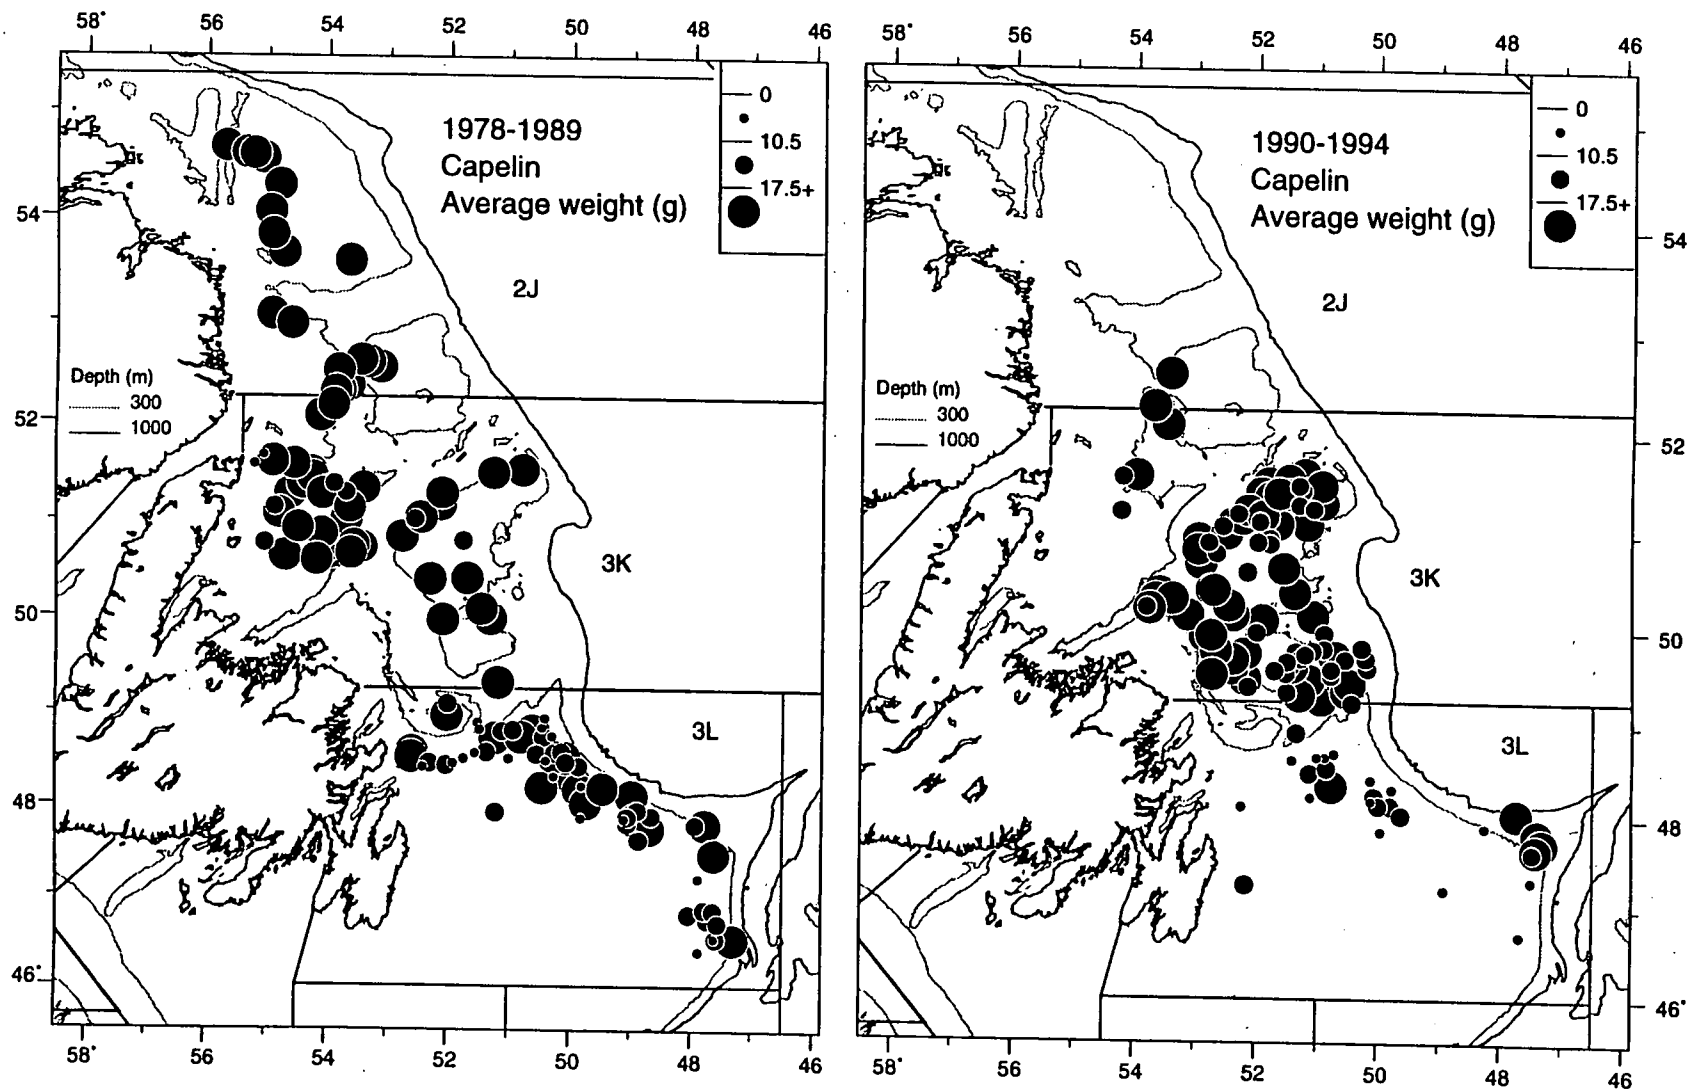 58° 56 54 52 50 48 46
0
10.5
17.5+
1978-1989
Capelin
Average weight (g)
54
2J
Depth (m)
300
1000
52
3K
50
3L
48
46°
58° 56 54 52 50 48 46
58° 56 54 52 50 48 46
0
10.5
17.5+
1990-1994
Capelin
Average weight (g)
54
2J
Depth (m)
300
1000
52
3K
50
3L
48
46°
58° 56 54 52 50 48 46